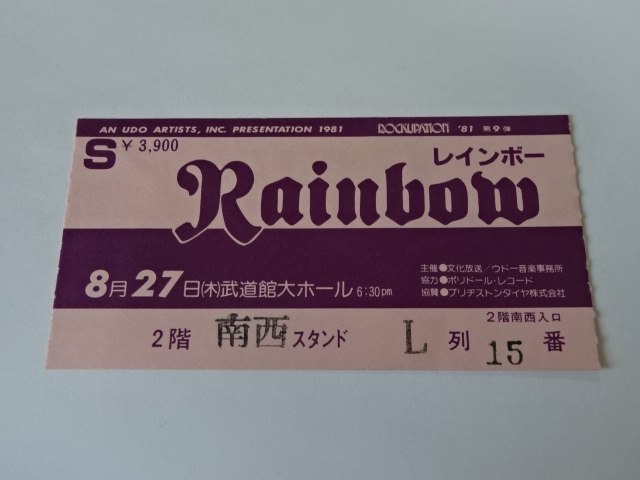 AN UDO ARTISTS, INC. PRESENTATION 1981 ROCKUPATION '81 第9弾
S ¥3,900
レインボー
Rainbow
8月27日(木)武道館大ホール6:30pm
主催●文化放送／ウドー音楽事務所
協力●ポリドール・レコード
協賛●ブリヂストンタイヤ株式会社
2階南西入口
2階 南西 スタンド L 列 15 番